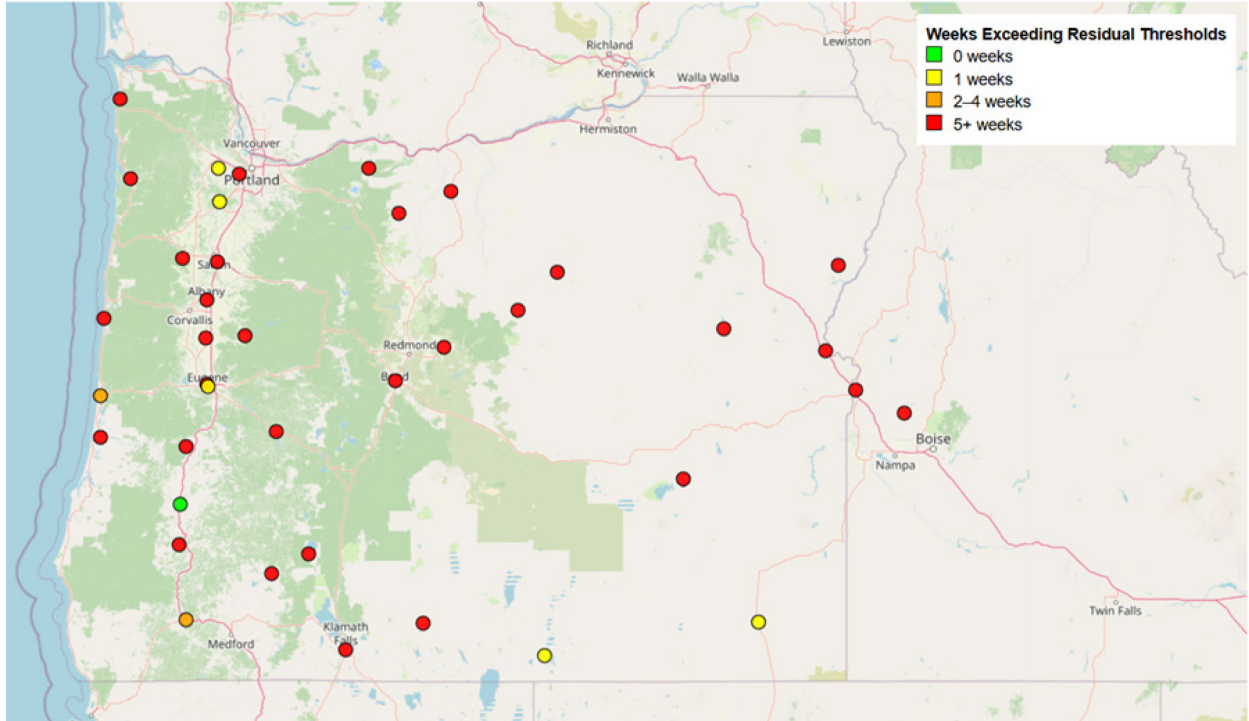 Weeks Exceeding Residual Thresholds
0 weeks
1 weeks
2–4 weeks
5+ weeks
Richland
Kennewick
Walla Walla
Lewiston
Hermiston
Vancouver
Portland
Salem
Albany
Corvallis
Redmond
Eugene
Bend
Boise
Nampa
Twin Falls
Klamath
Falls
Medford